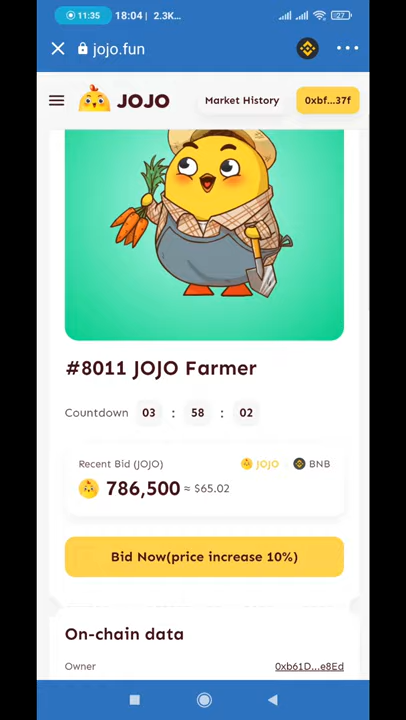 11:35 18:04 | 2.3K...
27
jojo.fun
JOJO
Market History
0xbf...37f
#8011 JOJO Farmer
Countdown 03 : 58 : 02
Recent Bid (JOJO) JOJO BNB
786,500 ≈ $65.02
Bid Now(price increase 10%)
On-chain data
Owner 0xb61D...e8Ed